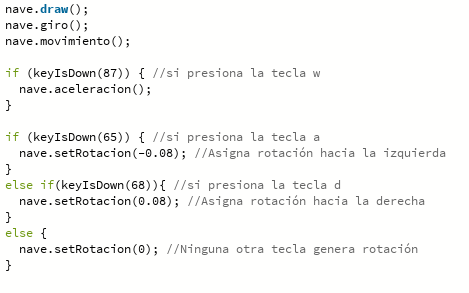 nave.draw();
nave.giro();
nave.movimiento();
if (keyIsDown(87)) { //si presiona la tecla w
nave.aceleracion();
}
if (keyIsDown(65)) { //si presiona la tecla a
nave.setRotacion(-0.08); //Asigna rotación hacia la izquierda
}
else if(keyIsDown(68)){ //si presiona la tecla d
nave.setRotacion(0.08); //Asigna rotación hacia la derecha
}
else {
nave.setRotacion(0); //Ninguna otra tecla genera rotación
}